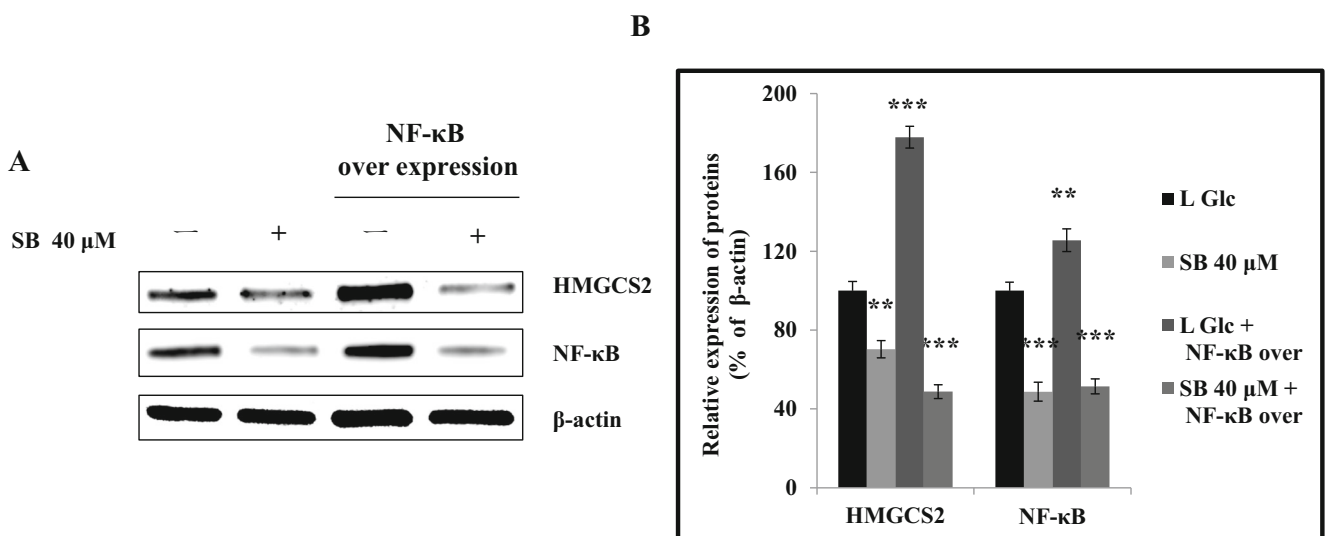 A
NF-κB
over expression
SB 40 μM — + — +
HMGCS2
NF-κB
β-actin
B
Relative expression of proteins
(% of β-actin)
200
160
120
80
40
0
*** ** ***
** *** ***
HMGCS2 NF-κB
L Glc
SB 40 μM
L Glc +
NF-κB over
SB 40 μM +
NF-κB over